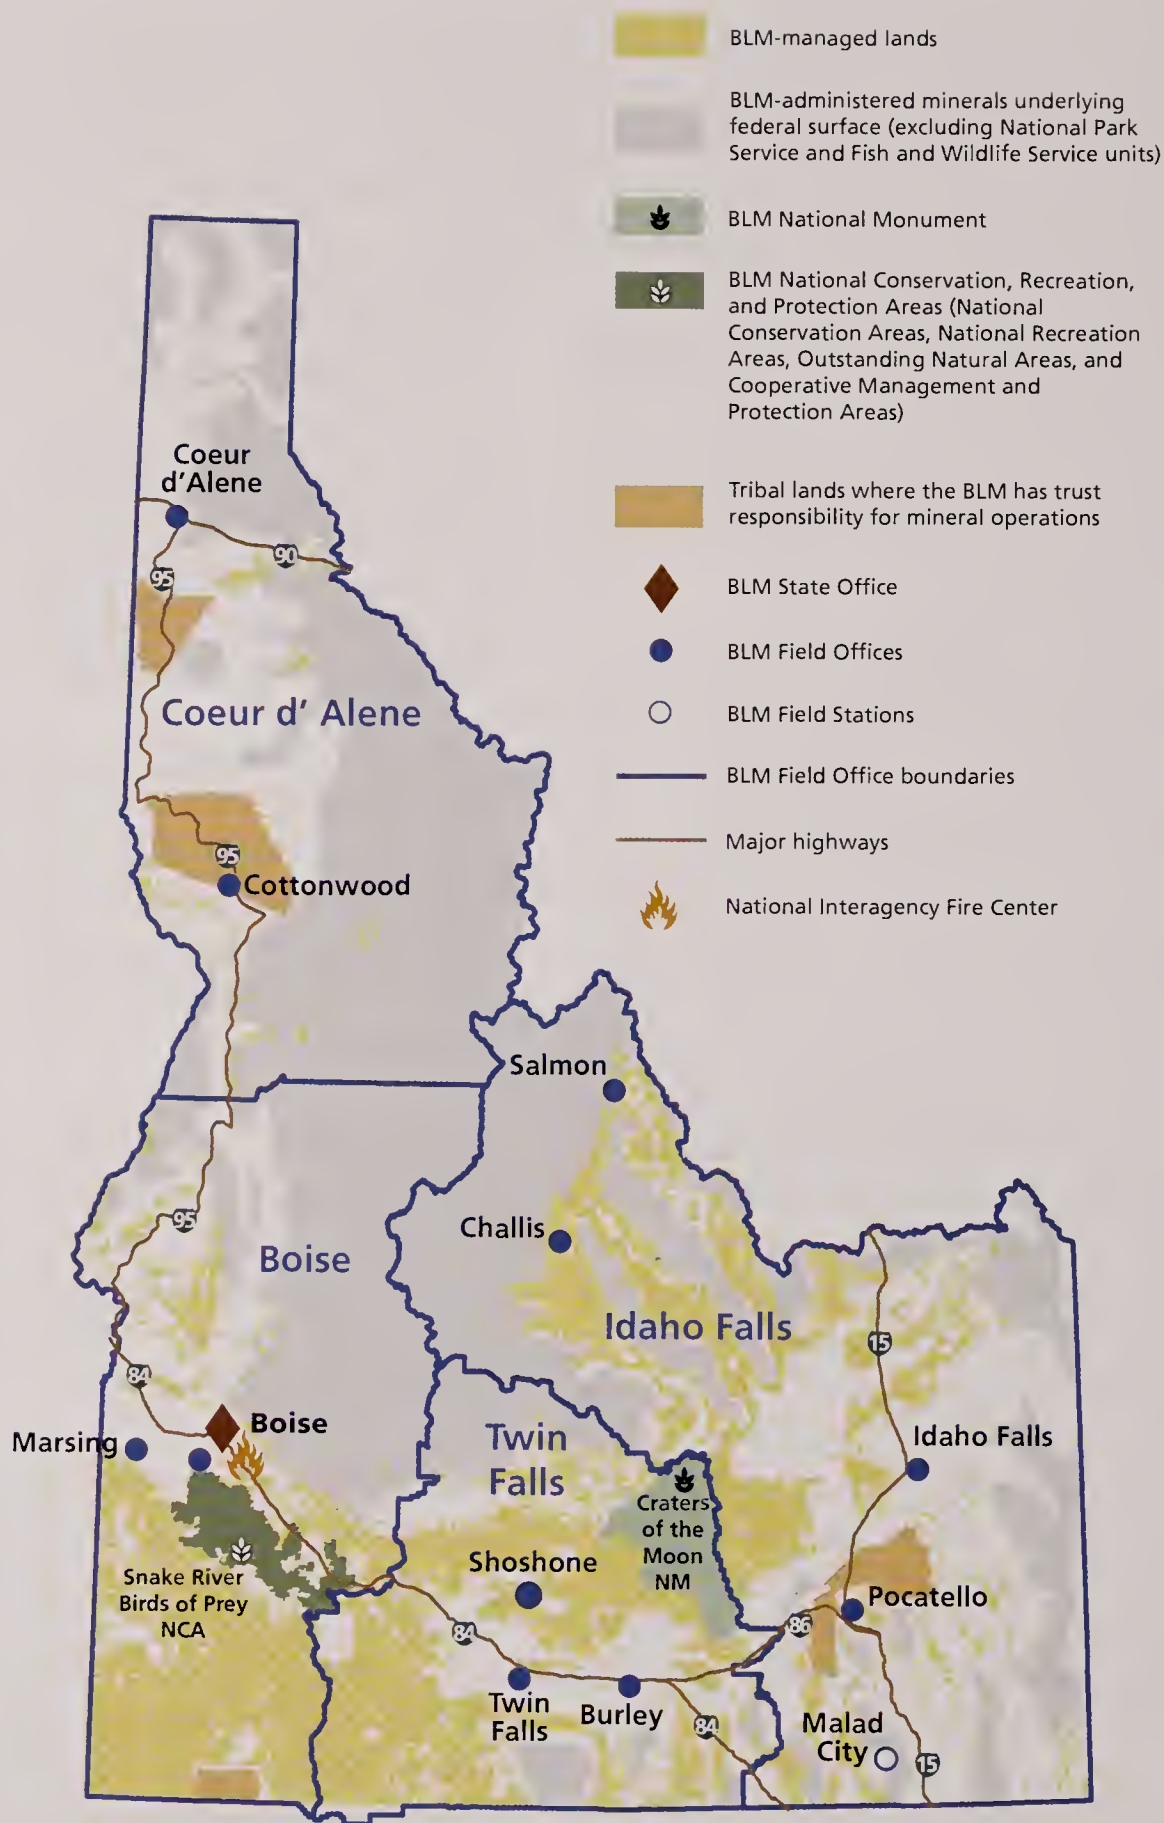 BLM-managed lands
BLM-administered minerals underlying
federal surface (excluding National Park
Service and Fish and Wildlife Service units)
BLM National Monument
BLM National Conservation, Recreation,
and Protection Areas (National
Conservation Areas, National Recreation
Areas, Outstanding Natural Areas, and
Cooperative Management and
Protection Areas)
Tribal lands where the BLM has trust
responsibility for mineral operations
BLM State Office
BLM Field Offices
BLM Field Stations
BLM Field Office boundaries
Major highways
National Interagency Fire Center
Coeur
d'Alene
90
95
Coeur d' Alene
95
Cottonwood
Salmon
Challis
95
Boise
Idaho Falls
15
84
Boise
Marsing
Twin
Falls
Idaho Falls
Craters
of the
Moon
NM
Shoshone
Snake River
Birds of Prey
NCA
Pocatello
86
84
Twin
Falls
Burley
84
Malad
City
15